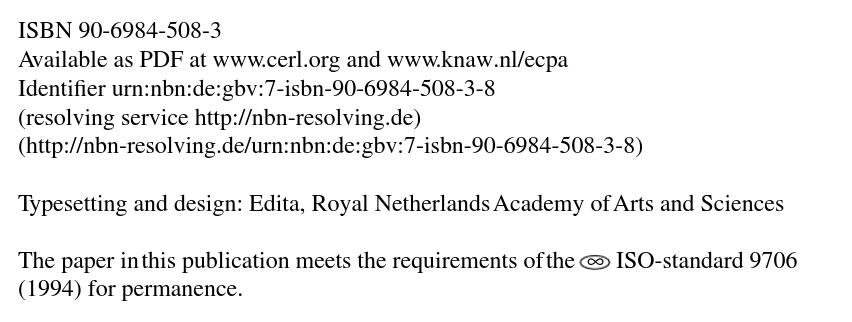 ISBN 90-6984-508-3
Available as PDF at www.cerl.org and www.knaw.nl/ecpa
Identifier urn:nbn:de:gbv:7-isbn-90-6984-508-3-8
(resolving service http://nbn-resolving.de)
(http://nbn-resolving.de/urn:nbn:de:gbv:7-isbn-90-6984-508-3-8)
Typesetting and design: Edita, Royal Netherlands Academy of Arts and Sciences
The paper in this publication meets the requirements of the ♾ ISO-standard 9706
(1994) for permanence.